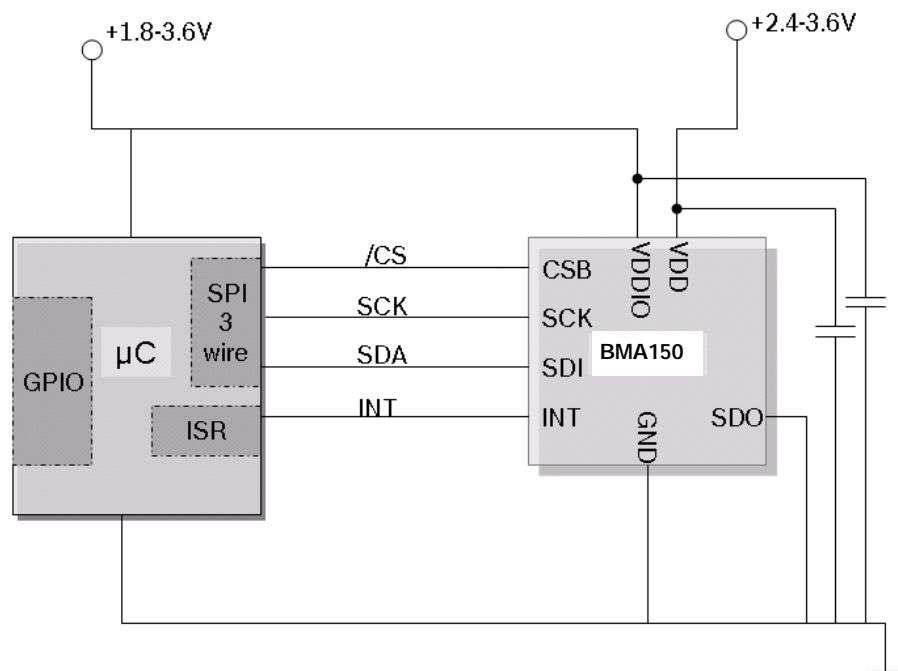 +1.8-3.6V
+2.4-3.6V
/CS
SCK
SDA
INT
GPIO
µC
SPI
3
wire
ISR
CSB
SCK
SDI
INT
VDDIO
VDD
BMA150
GND
SDO